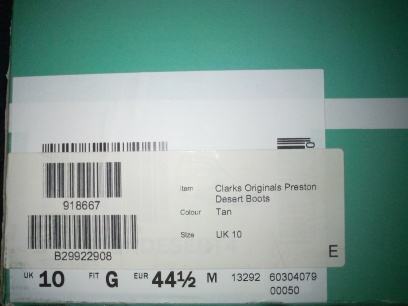 Item Clarks Originals Preston
Desert Boots
Colour Tan
918667
Size UK 10
B29922908
E
UK 10 FIT G EUR 44½ M 13292 60304079
00050